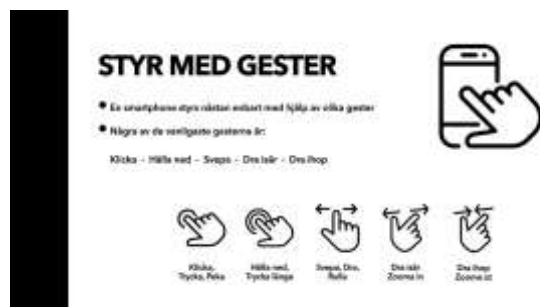 STYR MED GESTER
• En smartphone styrs nästan enbart med hjälp av olika gester
• Några av de vanligaste gesterna är:
Klicka - Hålla ned - Svepa - Dra isär - Dra ihop
Klicka,
Trycka, Peka
Hålla ned,
Trycka länge
Svepa, Dra,
Rulla
Dra isär
Zooma in
Dra ihop
Zooma ut